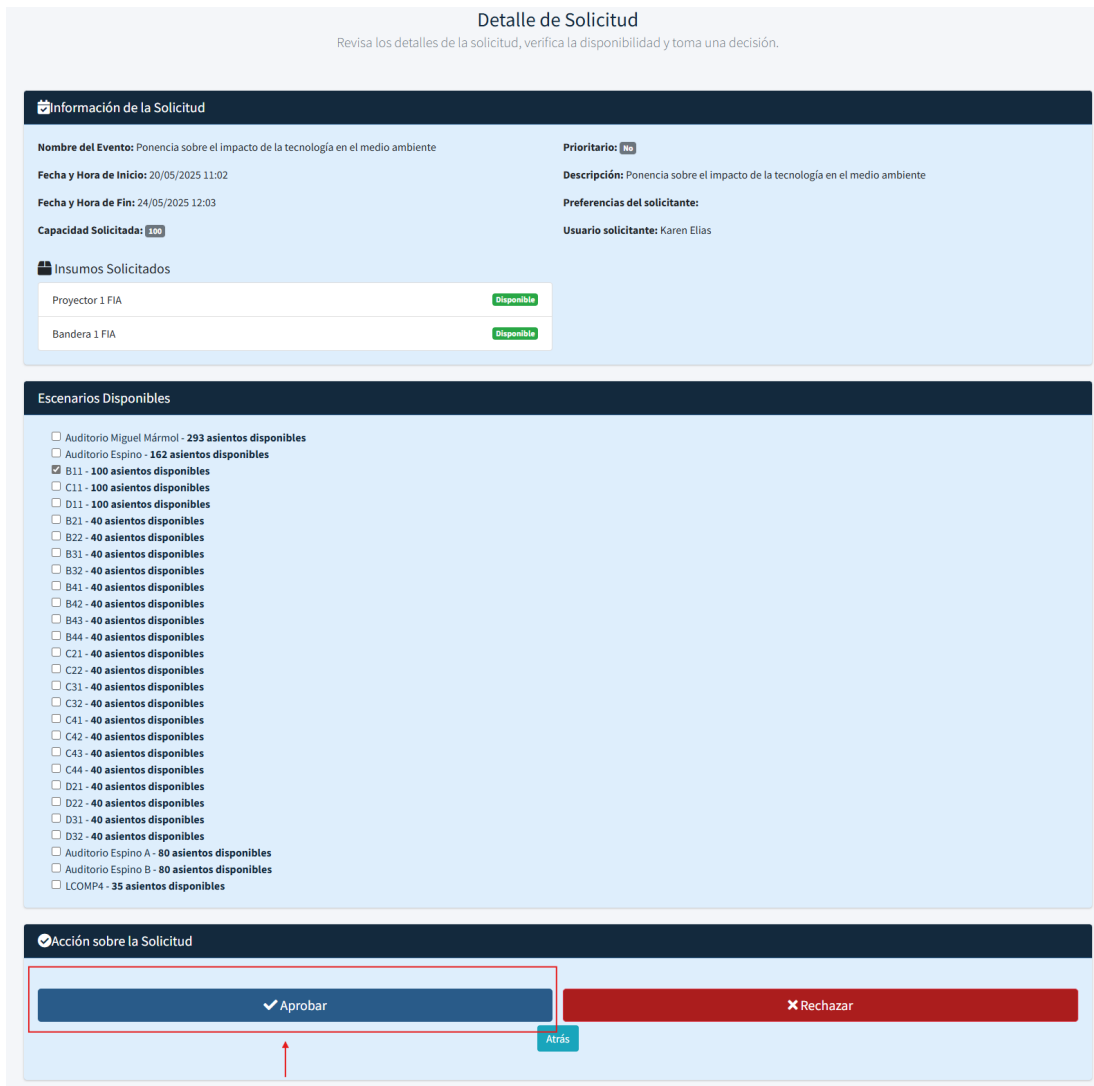 Detalle de Solicitud
Revisa los detalles de la solicitud, verifica la disponibilidad y toma una decisión.
Información de la Solicitud
Nombre del Evento: Ponencia sobre el impacto de la tecnología en el medio ambiente
Fecha y Hora de Inicio: 20/05/2025 11:02
Fecha y Hora de Fin: 24/05/2025 12:03
Capacidad Solicitada: 100
Prioritario: No
Descripción: Ponencia sobre el impacto de la tecnología en el medio ambiente
Preferencias del solicitante:
Usuario solicitante: Karen Elias
Insumos Solicitados
Proyector 1 FIA Disponible
Bandera 1 FIA Disponible
Escenarios Disponibles
Auditorio Miguel Mármol - 293 asientos disponibles
Auditorio Espino - 162 asientos disponibles
B11 - 100 asientos disponibles
C11 - 100 asientos disponibles
D11 - 100 asientos disponibles
B21 - 40 asientos disponibles
B22 - 40 asientos disponibles
B31 - 40 asientos disponibles
B32 - 40 asientos disponibles
B41 - 40 asientos disponibles
B42 - 40 asientos disponibles
B43 - 40 asientos disponibles
B44 - 40 asientos disponibles
C21 - 40 asientos disponibles
C22 - 40 asientos disponibles
C31 - 40 asientos disponibles
C32 - 40 asientos disponibles
C41 - 40 asientos disponibles
C42 - 40 asientos disponibles
C43 - 40 asientos disponibles
C44 - 40 asientos disponibles
D21 - 40 asientos disponibles
D22 - 40 asientos disponibles
D31 - 40 asientos disponibles
D32 - 40 asientos disponibles
Auditorio Espino A - 80 asientos disponibles
Auditorio Espino B - 80 asientos disponibles
LCOMP4 - 35 asientos disponibles
Acción sobre la Solicitud
Aprobar
Rechazar
Atrás